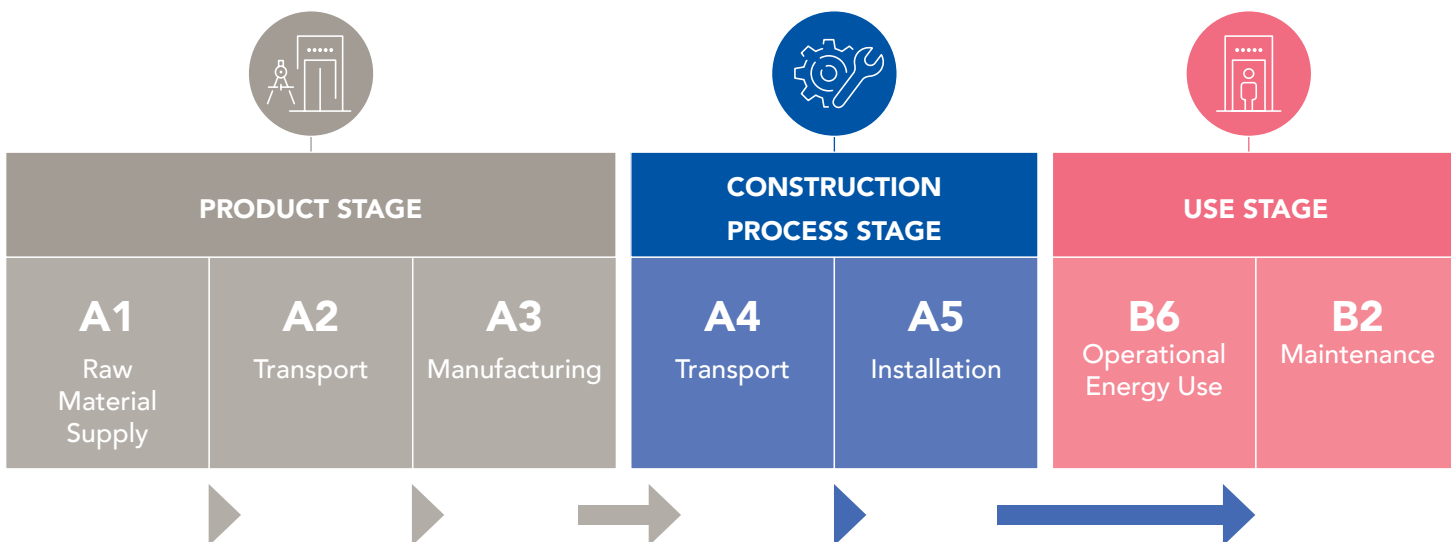 PRODUCT STAGE
CONSTRUCTION
PROCESS STAGE
USE STAGE
A1
Raw
Material
Supply
A2
Transport
A3
Manufacturing
A4
Transport
A5
Installation
B6
Operational
Energy Use
B2
Maintenance